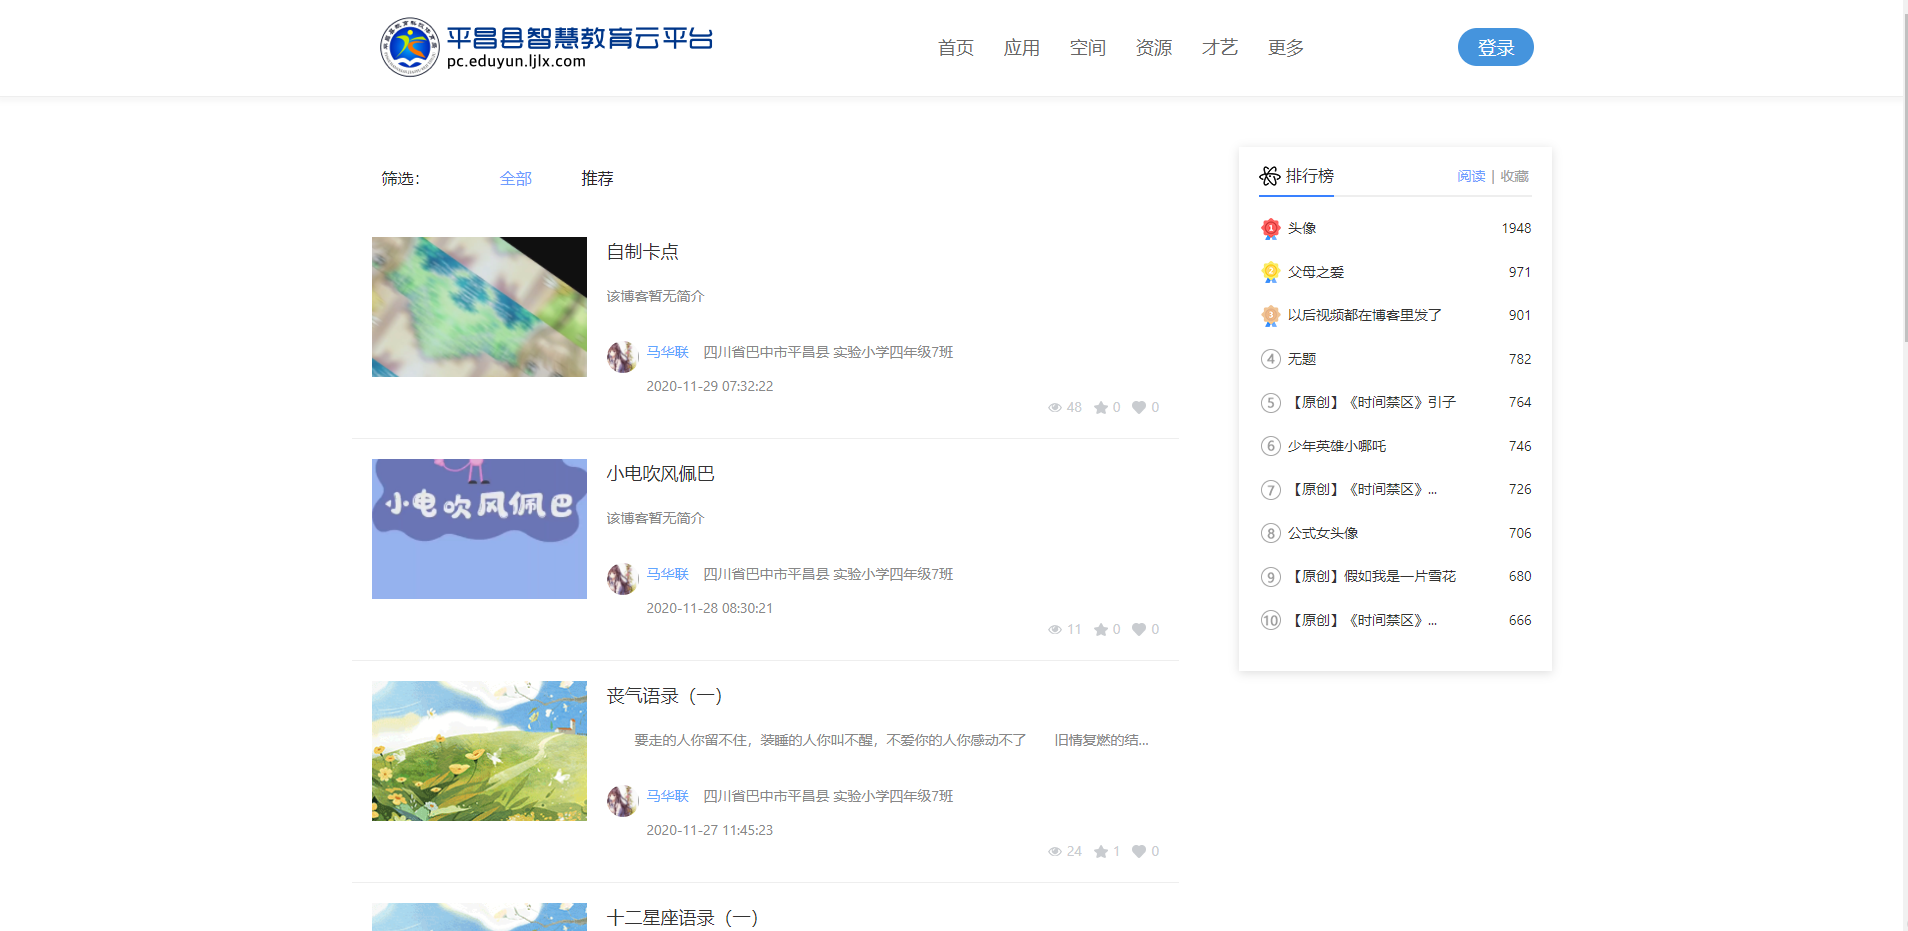 平昌县智慧教育云平台
pc.eduyun.ljlx.com
首页 应用 空间 资源 才艺 更多
登录
筛选： 全部 推荐
自制卡点
该博客暂无简介
马华联 四川省巴中市平昌县 实验小学四年级7班
2020-11-29 07:32:22
48 0 0
小电吹风佩巴
小电吹风佩巴
该博客暂无简介
马华联 四川省巴中市平昌县 实验小学四年级7班
2020-11-28 08:30:21
11 0 0
丧气语录（一）
要走的人你留不住，装睡的人你叫不醒，不爱你的人你感动不了 旧情复燃的结...
马华联 四川省巴中市平昌县 实验小学四年级7班
2020-11-27 11:45:23
24 1 0
十二星座语录（一）
排行榜 阅读 | 收藏
1 头像 1948
2 父母之爱 971
3 以后视频都在博客里发了 901
4 无题 782
5 【原创】《时间禁区》引子 764
6 少年英雄小哪吒 746
7 【原创】《时间禁区》... 726
8 公式女头像 706
9 【原创】假如我是一片雪花 680
10 【原创】《时间禁区》... 666